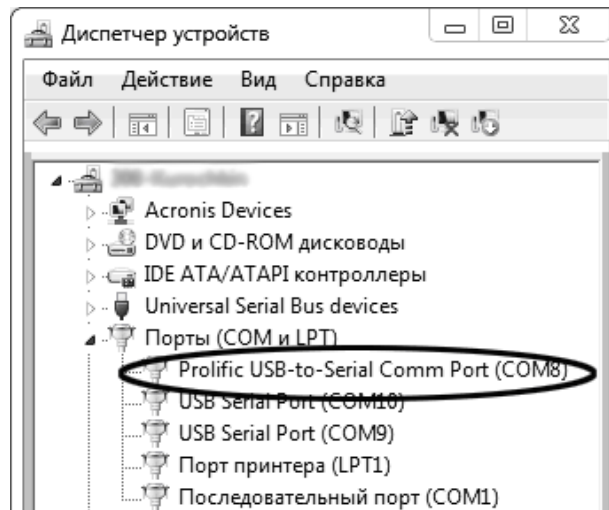 Диспетчер устройств
Файл Действие Вид Справка
Acronis Devices
DVD и CD-ROM дисководы
IDE ATA/ATAPI контроллеры
Universal Serial Bus devices
Порты (COM и LPT)
Prolific USB-to-Serial Comm Port (COM8)
USB Serial Port (COM10)
USB Serial Port (COM9)
Порт принтера (LPT1)
Последовательный порт (COM1)